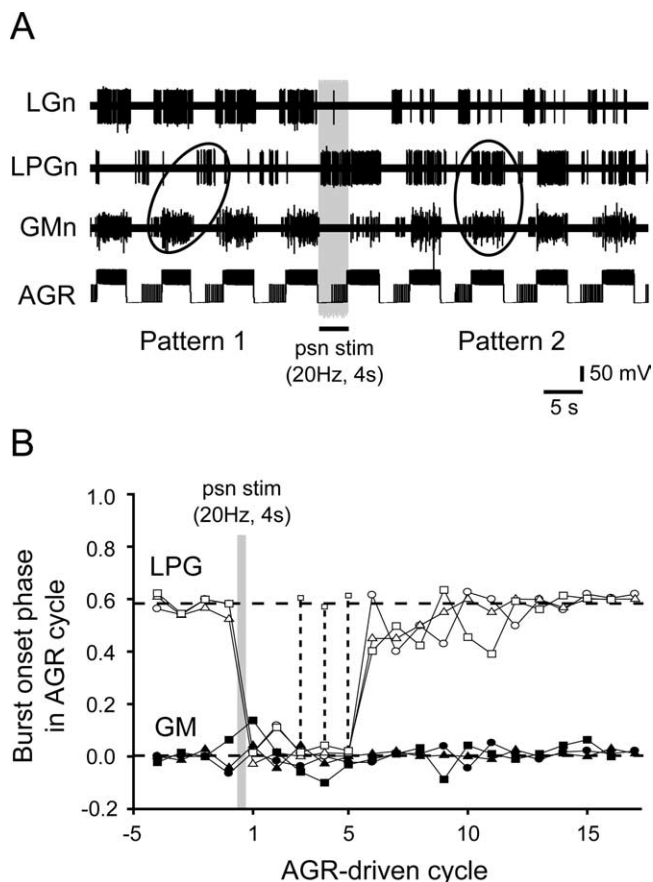 A
LGn
LPGn
GMn
AGR
Pattern 1
psn stim
(20Hz, 4s)
Pattern 2
50 mV
5 s
B
psn stim
(20Hz, 4s)
Burst onset phase
in AGR cycle
1.0
0.8
0.6
0.4
0.2
0.0
-0.2
LPG
GM
-5
1
5
10
15
AGR-driven cycle